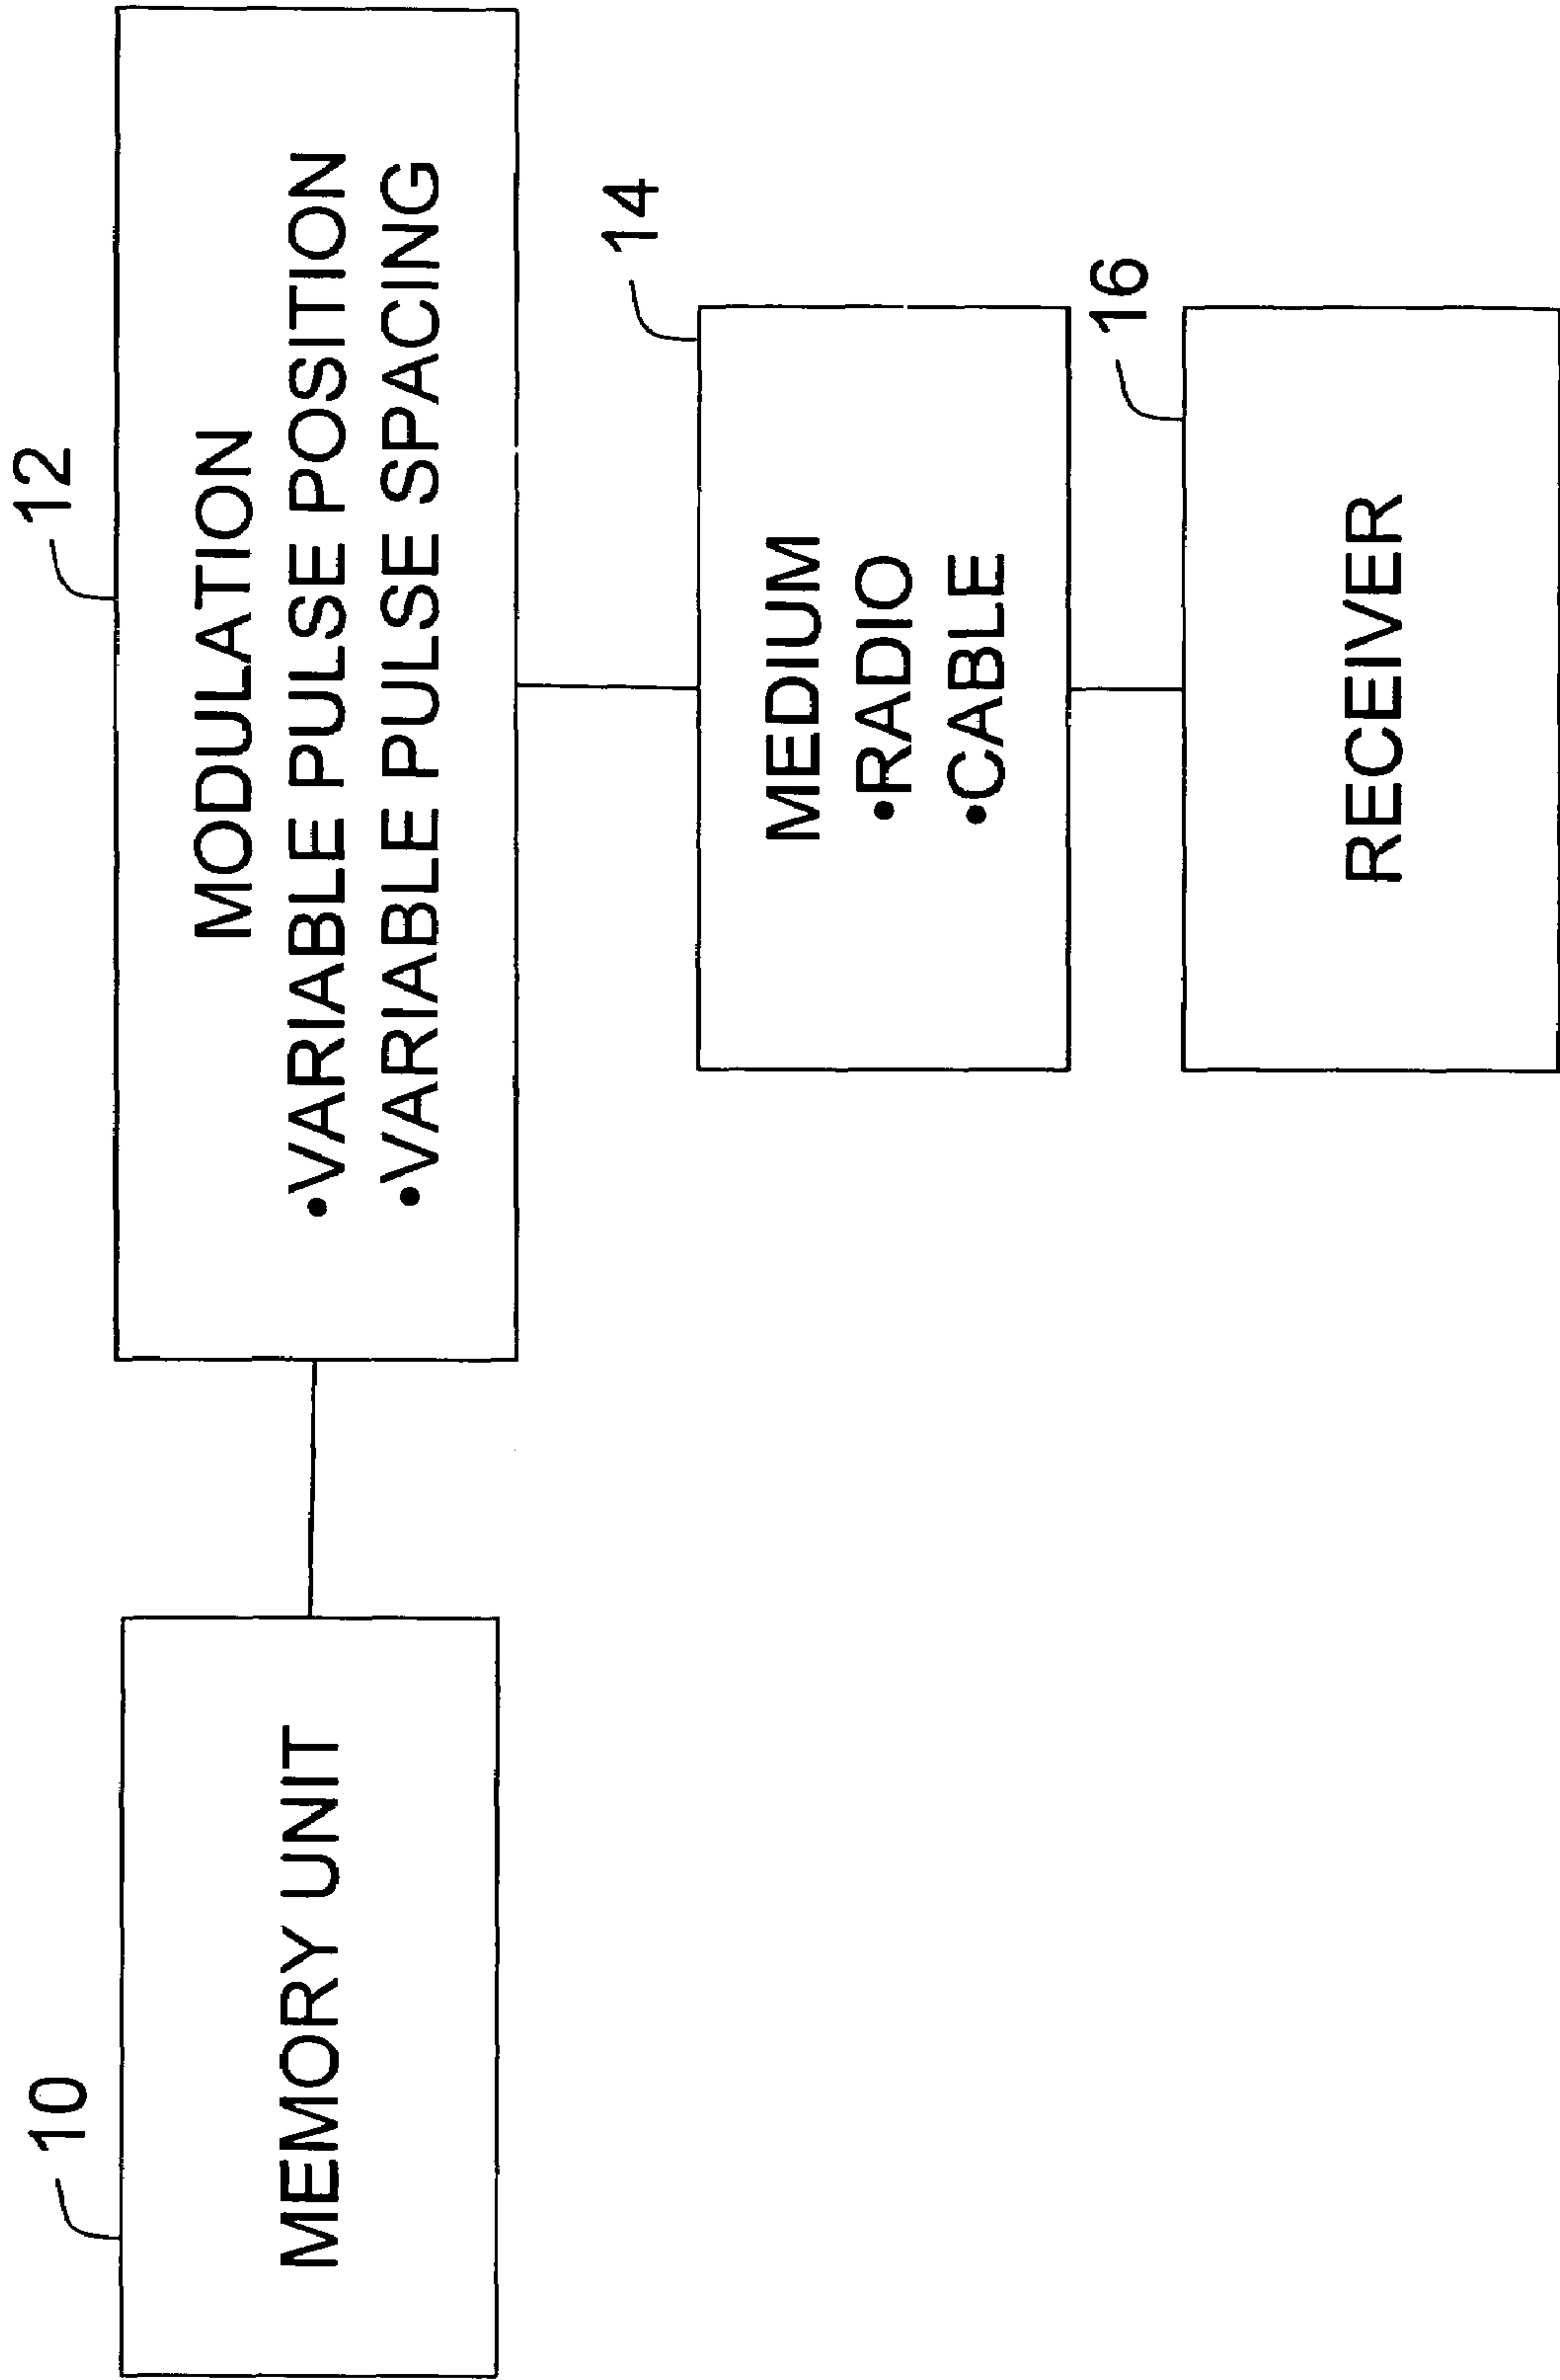 10
MEMORY UNIT
12
MODULATION
•VARIABLE PULSE POSITION
•VARIABLE PULSE SPACING
14
MEDIUM
•RADIO
•CABLE
16
RECEIVER